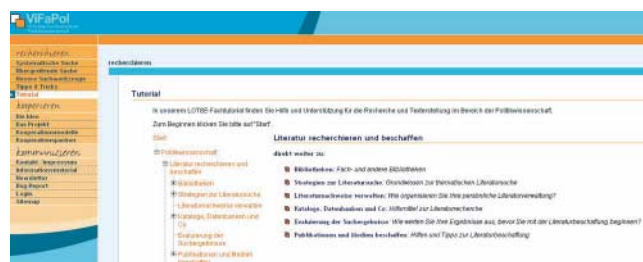 ViFaPol
recherchieren
Systematische Suche
Übergreifende Suche
Weitere Suchwerkzeuge
Tipps & Tricks
Tutorial
kooperieren
Die Idee
Das Projekt
Kooperationsmodelle
Kooperationspartner
kommunizieren
Kontakt / Impressum
Informationsmaterial
Newsletter
Bug Report
Login
Sitemap
recherchieren
Tutorial
In unserem LOTSE-Fachtutorial finden Sie Hilfe und Unterstützung für die Recherche und Texterstellung im Bereich der Politikwissenschaft.
Zum Beginnen klicken Sie bitte auf "Start".
Start
Politikwissenschaft
Literatur recherchieren und
beschaffen
Bibliotheken
Strategien zur Literatursuche
Literaturnachweise verwalten
Kataloge, Datenbanken und
Co
Evaluierung der
Suchergebnisse
Publikationen und Medien
beschaffen
Literatur recherchieren und beschaffen
direkt weiter zu:
Bibliotheken: Fach- und andere Bibliotheken
Strategien zur Literatursuche: Grundwissen zur thematischen Literatursuche
Literaturnachweise verwalten: Wie organisieren Sie Ihre persönliche Literaturverwaltung?
Kataloge, Datenbanken und Co: Hilfsmittel zur Literaturrecherche
Evaluierung der Suchergebnisse: Wie werten Sie Ihre Ergebnisse aus, bevor Sie mit der Literaturbeschaffung beginnen?
Publikationen und Medien beschaffen: Hilfen und Tipps zur Literaturbeschaffung